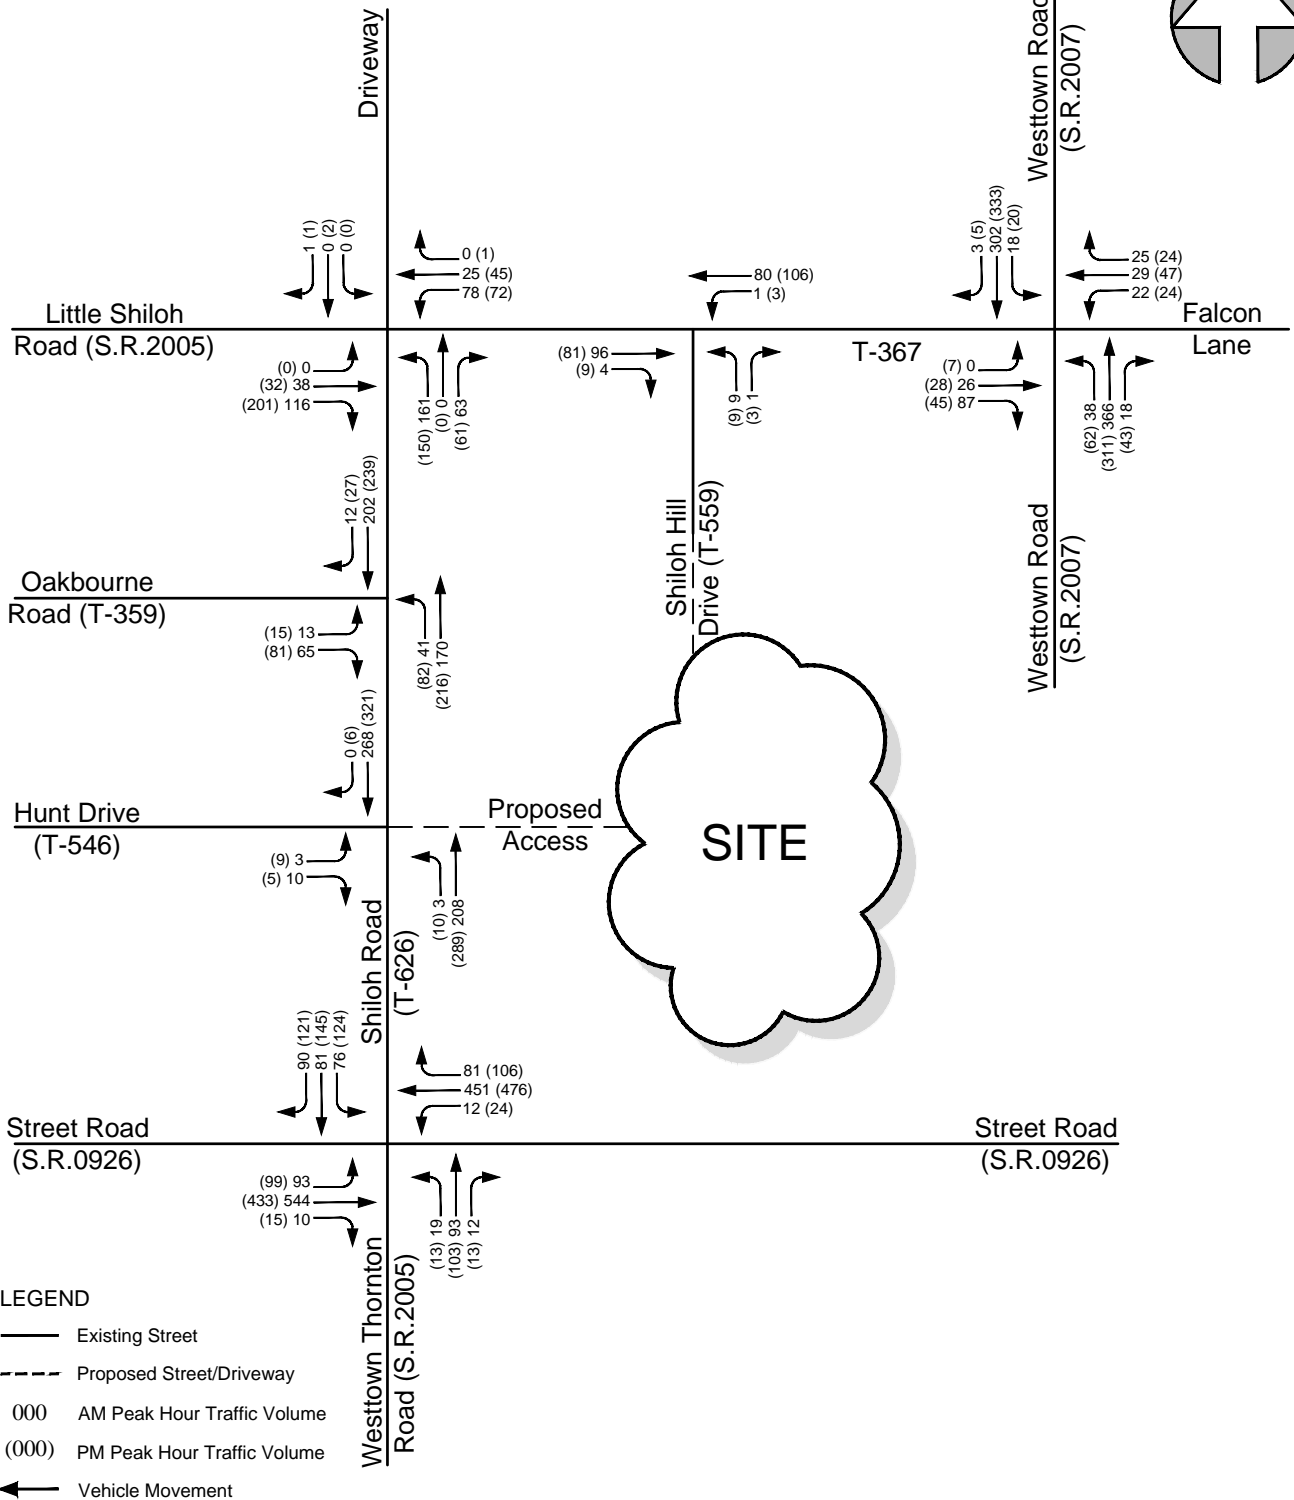 Driveway
Westtown Road
(S.R.2007)
1 (1)
0 (2)
0 (0)
0 (1)
25 (45)
78 (72)
80 (106)
1 (3)
3 (5)
302 (333)
18 (20)
25 (24)
29 (47)
22 (24)
Little Shiloh
Road (S.R.2005)
T-367
Falcon
Lane
(0) 0
(32) 38
(201) 116
(150) 161
(0) 0
(61) 63
(81) 96
(9) 4
(9) 9
(3) 1
(7) 0
(28) 26
(45) 87
(62) 38
(311) 366
(43) 18
12 (27)
202 (239)
Shiloh Hill
Drive (T-559)
Westtown Road
(S.R.2007)
Oakbourne
Road (T-359)
(15) 13
(81) 65
(82) 41
(216) 170
0 (6)
268 (321)
Hunt Drive
(T-546)
Proposed
Access
SITE
(9) 3
(5) 10
(10) 3
(289) 208
Shiloh Road
(T-626)
90 (121)
81 (145)
76 (124)
81 (106)
451 (476)
12 (24)
Street Road
(S.R.0926)
Street Road
(S.R.0926)
(99) 93
(433) 544
(15) 10
(13) 19
(103) 93
(13) 12
Westtown Thornton
Road (S.R.2005)
LEGEND
Existing Street
Proposed Street/Driveway
000 AM Peak Hour Traffic Volume
(000) PM Peak Hour Traffic Volume
Vehicle Movement